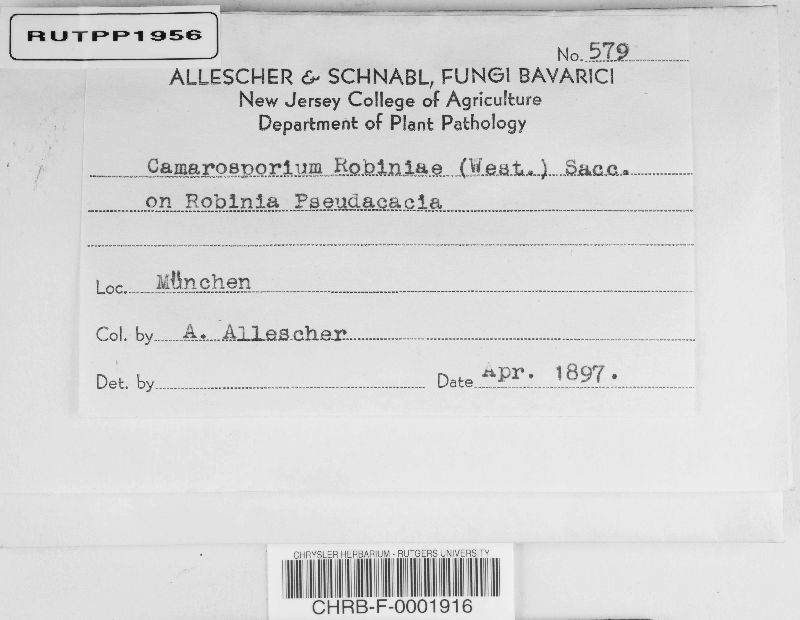 RUTPP1956
No. 579
ALLESCHER & SCHNABL, FUNGI BAVARICI
New Jersey College of Agriculture
Department of Plant Pathology
Camarosporium Robiniae (West.) Sacc.
on Robinia Pseudacacia
Loc. München
Col. by A. Allescher
Det. by Date Apr. 1897.
CHRYSLER HERBARIUM - RUTGERS UNIVERSITY
CHRB-F-0001916